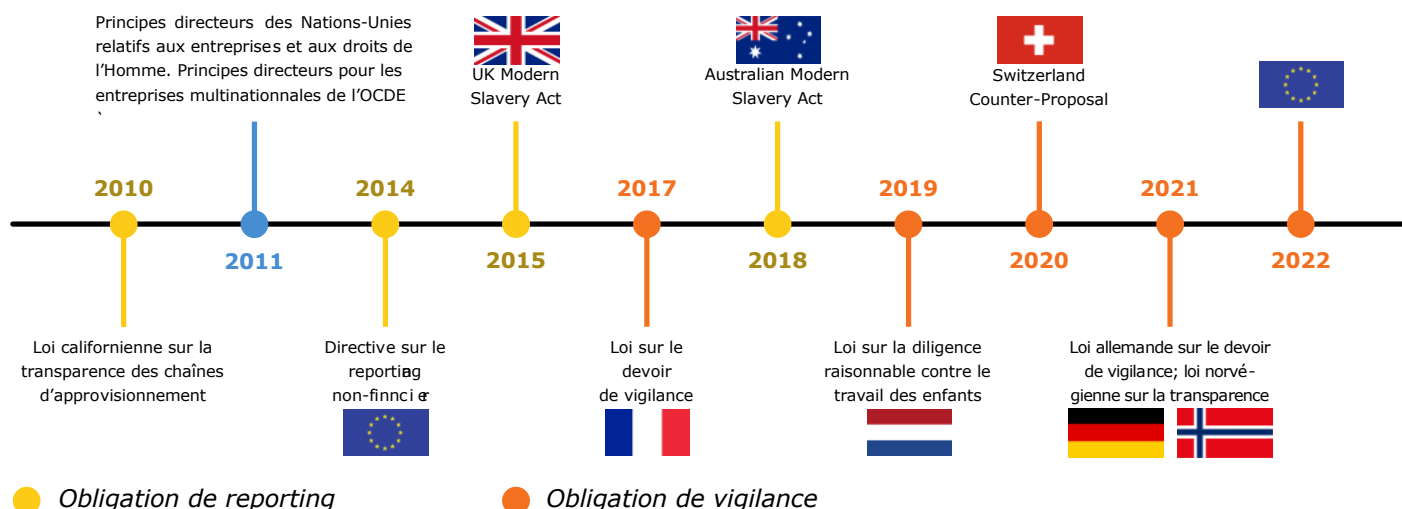 Principes directeurs des Nations-Unies
relatifs aux entreprises et aux droits de
l’Homme. Principes directeurs pour les
entreprises multinationnales de l’OCDE
`
UK Modern
Slavery Act
Australian Modern
Slavery Act
Switzerland
Counter-Proposal
2010
2014
2017
2019
2021
2011
2015
2018
2020
2022
Loi californienne sur la
transparence des chaînes
d’approvisionnement
Directive sur le
reporting
non-finncier
Loi sur le
devoir
de vigilance
Loi sur la diligence
raisonnable contre le
travail des enfants
Loi allemande sur le devoir
de vigilance; loi norvé-
gienne sur la transparence
Obligation de reporting
Obligation de vigilance